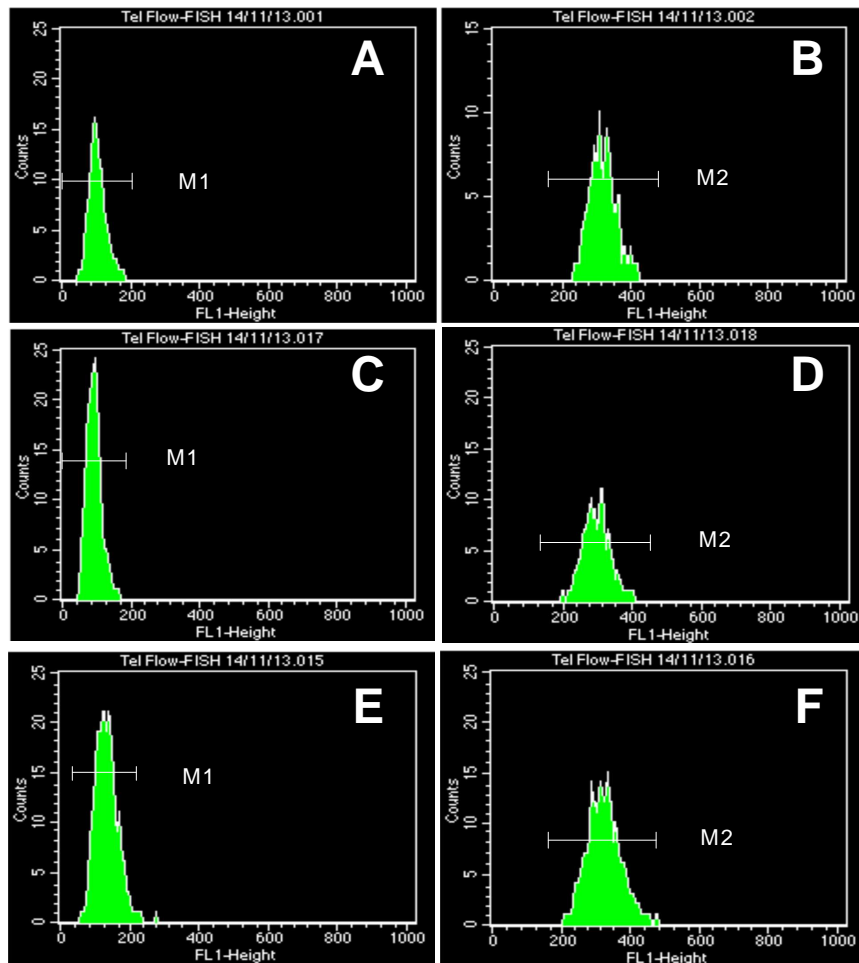 Tel Flow-FISH 14/11/13.001
A
M1
Counts
25
20
15
10
5
0
0 200 400 600 800 1000
FL1-Height
Tel Flow-FISH 14/11/13.002
B
M2
Counts
15
10
5
0
0 200 400 600 800 1000
FL1-Height
Tel Flow-FISH 14/11/13.017
C
M1
Counts
25
20
15
10
5
0
0 200 400 600 800 1000
FL1-Height
Tel Flow-FISH 14/11/13.018
D
M2
Counts
25
20
15
10
5
0
0 200 400 600 800 1000
FL1-Height
Tel Flow-FISH 14/11/13.015
E
M1
Counts
25
20
15
10
5
0
0 200 400 600 800 1000
FL1-Height
Tel Flow-FISH 14/11/13.016
F
M2
Counts
25
20
15
10
5
0
0 200 400 600 800 1000
FL1-Height